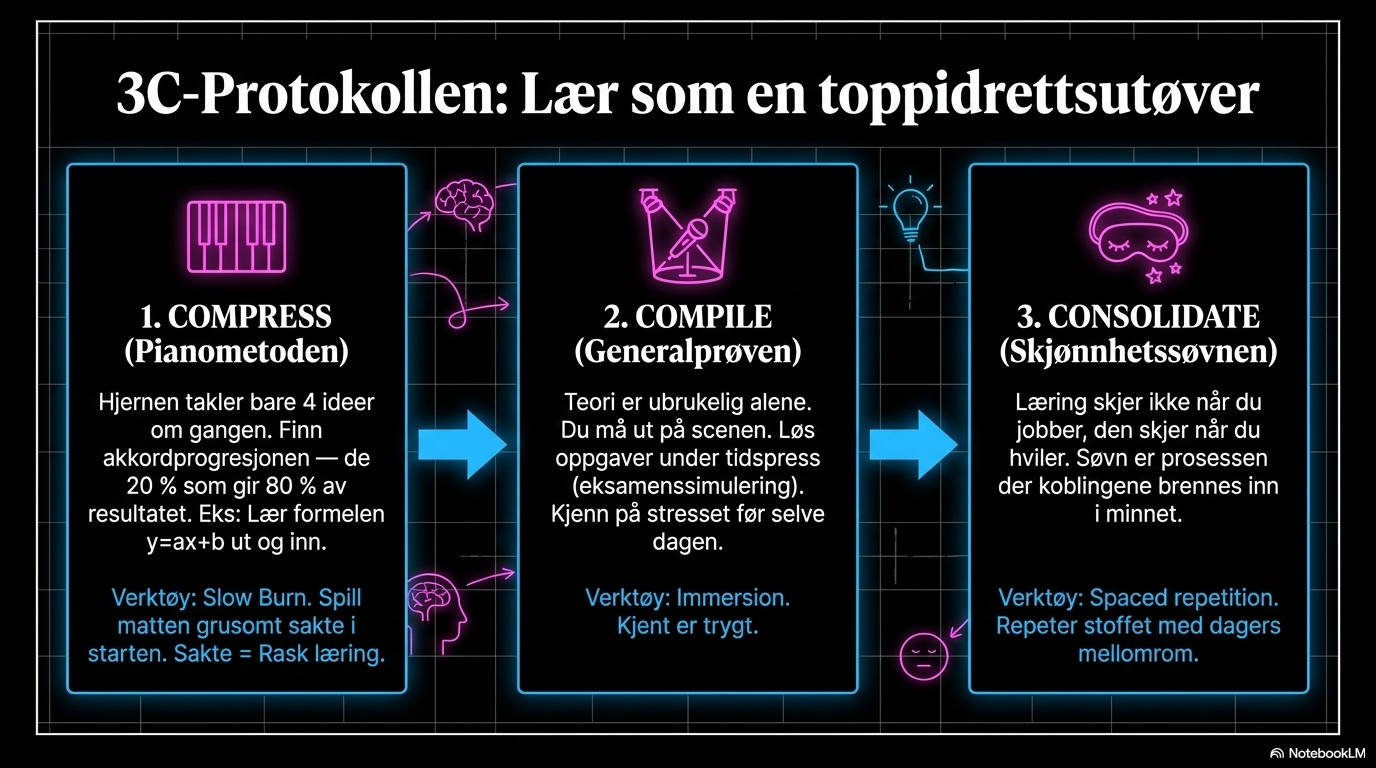 3C-Protokollen: Lær som en toppidrettsutøver
1. COMPRESS
(Pianometoden)
Hjernen takler bare 4 ideer
om gangen. Finn
akkordprogresjonen — de
20 % som gir 80 % av
resultatet. Eks: Lær formelen
y=ax+b ut og inn.
Verktøy: Slow Burn. Spill
matten grusomt sakte i
starten. Sakte = Rask læring.
2. COMPILE
(Generalprøven)
Teori er ubrukelig alene.
Du må ut på scenen. Løs
oppgaver under tidspress
(eksamenssimulering).
Kjenn på stresset før selve
dagen.
Verktøy: Immersion.
Kjent er trygt.
3. CONSOLIDATE
(Skjønnhetssøvnen)
Læring skjer ikke når du
jobber, den skjer når du
hviler. Søvn er prosessen
der koblingene brennes inn
i minnet.
Verktøy: Spaced repetition.
Repeter stoffet med dagers
mellomrom.
NotebookLM